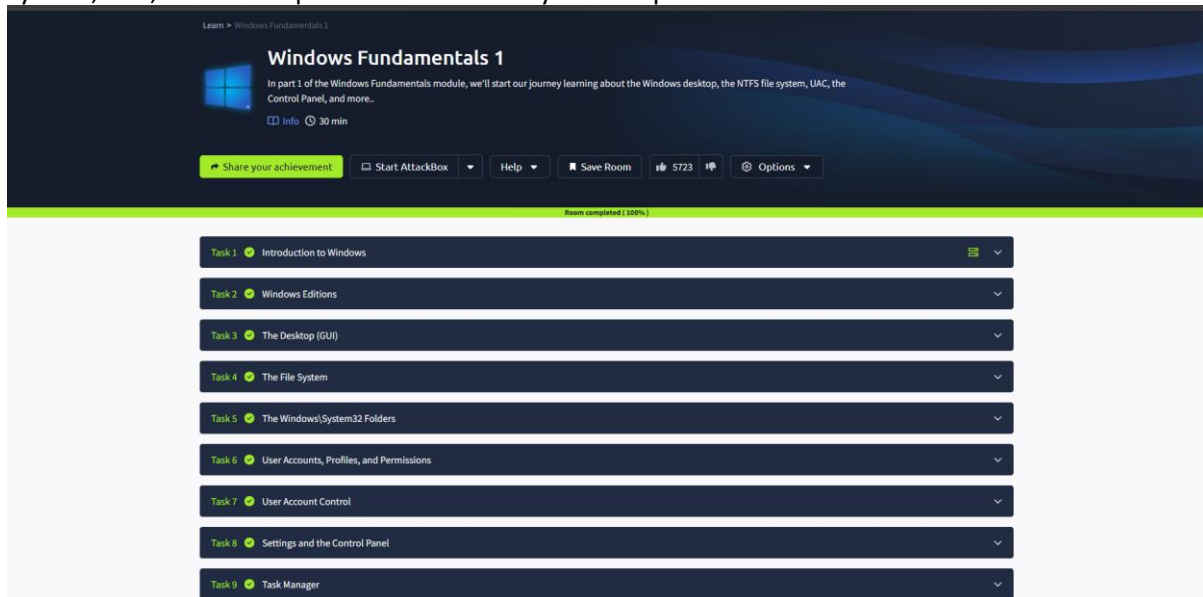 Learn > Windows Fundamentals 1
Windows Fundamentals 1
In part 1 of the Windows Fundamentals module, we'll start our journey learning about the Windows desktop, the NTFS file system, UAC, the
Control Panel, and more..
Info 30 min
Share your achievement Start AttackBox Help Save Room 5723 Options
Room completed ( 100% )
Task 1 Introduction to Windows
Task 2 Windows Editions
Task 3 The Desktop (GUI)
Task 4 The File System
Task 5 The Windows\System32 Folders
Task 6 User Accounts, Profiles, and Permissions
Task 7 User Account Control
Task 8 Settings and the Control Panel
Task 9 Task Manager